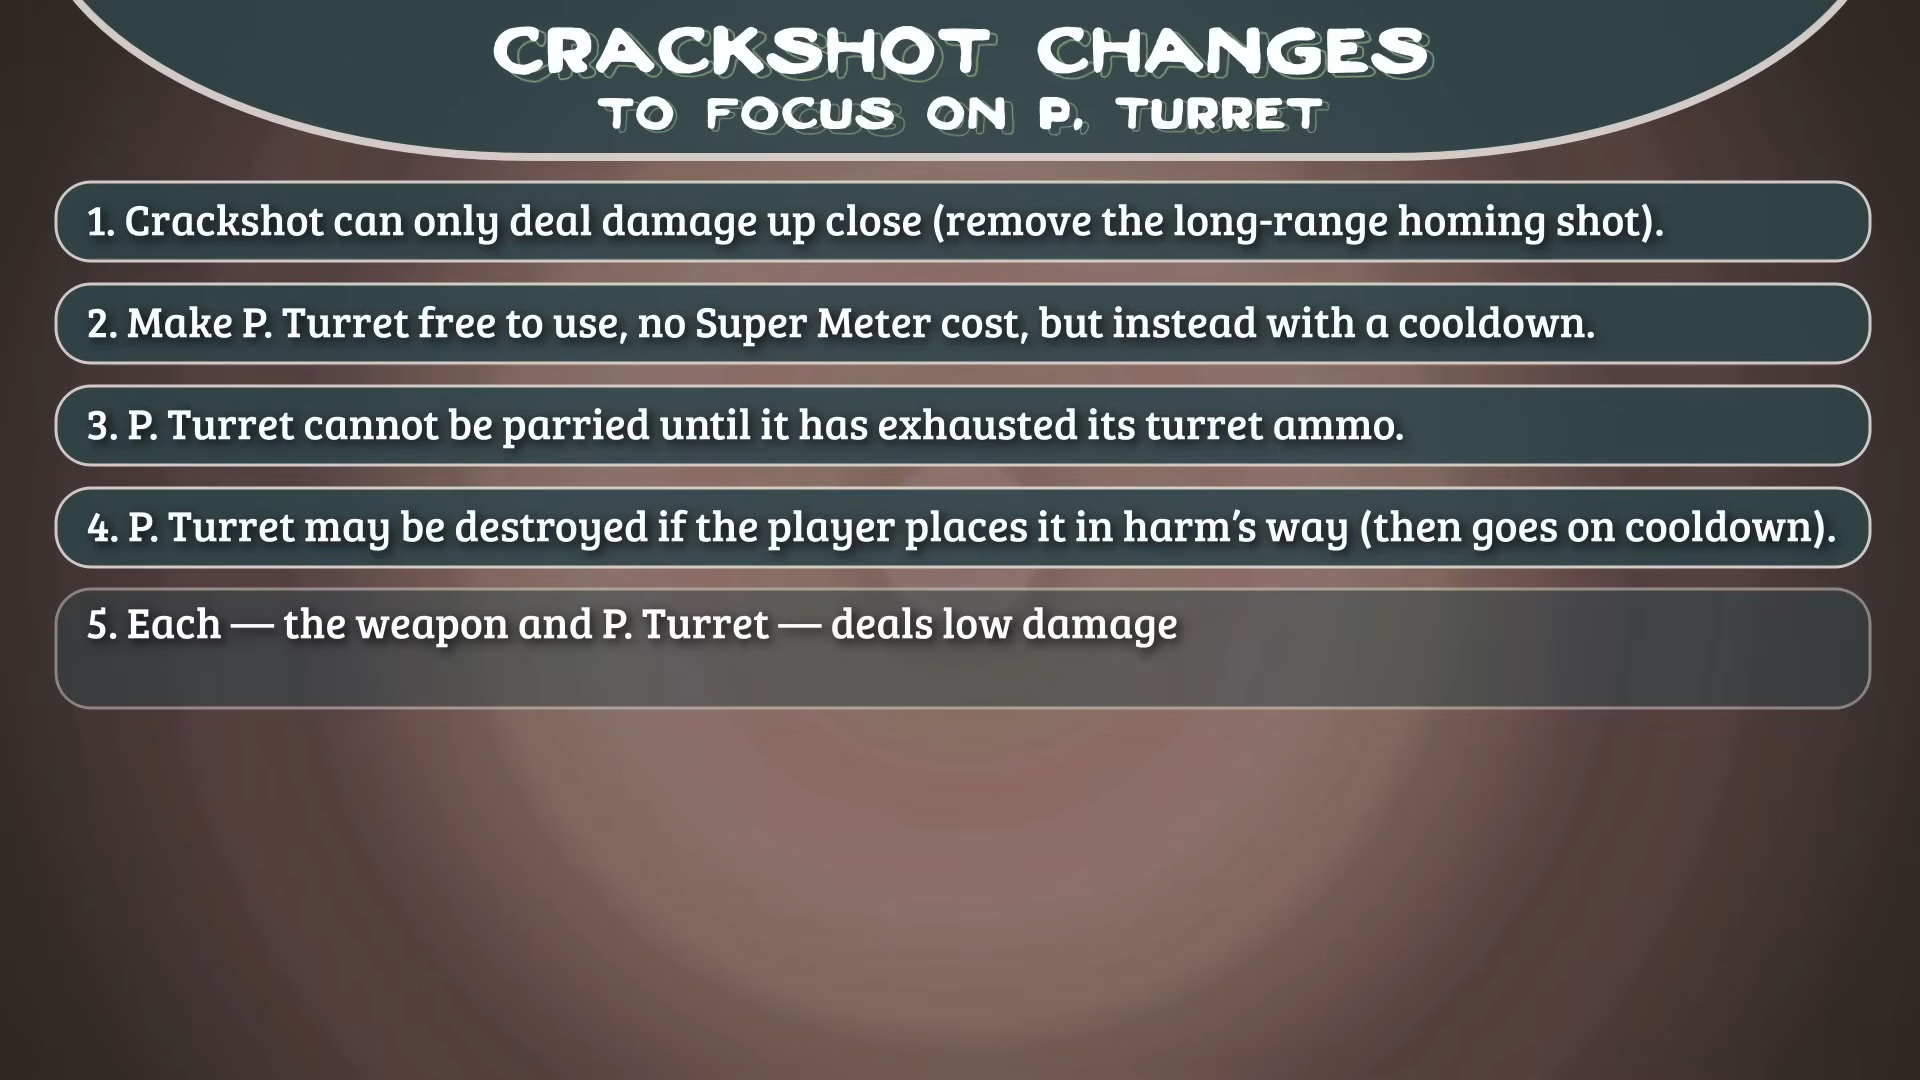 CRACKSHOT CHANGES
TO FOCUS ON P. TURRET
1. Crackshot can only deal damage up close (remove the long-range homing shot).
2. Make P. Turret free to use, no Super Meter cost, but instead with a cooldown.
3. P. Turret cannot be parried until it has exhausted its turret ammo.
4. P. Turret may be destroyed if the player places it in harm’s way (then goes on cooldown).
5. Each — the weapon and P. Turret — deals low damage